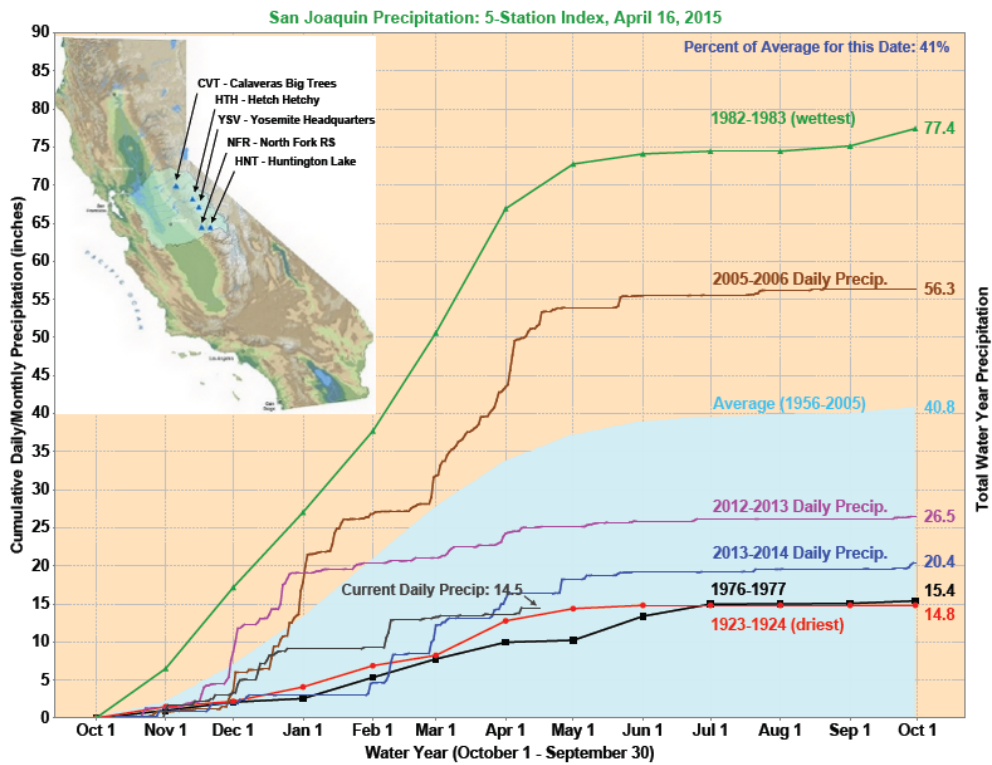 San Joaquin Precipitation: 5-Station Index, April 16, 2015
Percent of Average for this Date: 41%
Cumulative Daily/Monthly Precipitation (inches)
90
85
80
75
70
65
60
55
50
45
40
35
30
25
20
15
10
5
0
CVT - Calaveras Big Trees
HTH - Hetch Hetchy
YSV - Yosemite Headquarters
NFR - North Fork RS
HNT - Huntington Lake
San
Francisco
Los Angeles
San
Diego
1982-1983 (wettest)
77.4
2005-2006 Daily Precip.
56.3
Average (1956-2005)
40.8
2012-2013 Daily Precip.
26.5
2013-2014 Daily Precip.
20.4
Current Daily Precip: 14.5
1976-1977
15.4
1923-1924 (driest)
14.8
Total Water Year Precipitation
Oct 1 Nov 1 Dec 1 Jan 1 Feb 1 Mar 1 Apr 1 May 1 Jun 1 Jul 1 Aug 1 Sep 1 Oct 1
Water Year (October 1 - September 30)